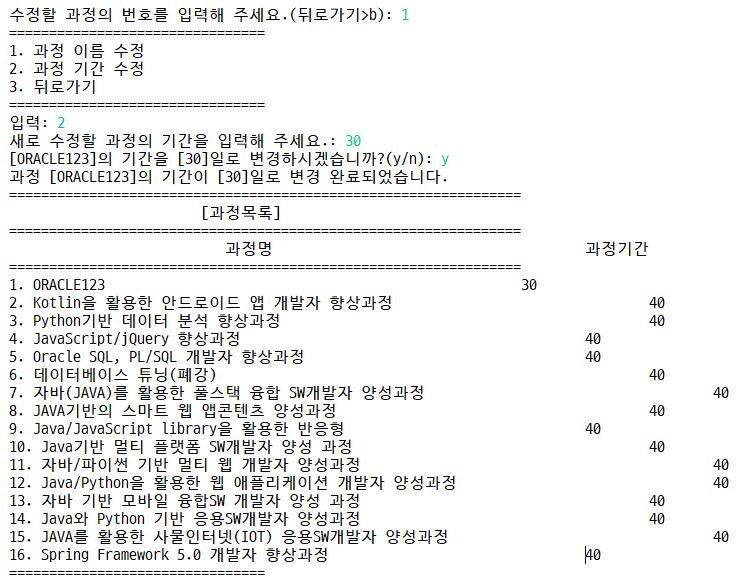 수정할 과정의 번호를 입력해 주세요.(뒤로가기>b): 1
================================
1. 과정 이름 수정
2. 과정 기간 수정
3. 뒤로가기
================================
입력: 2
새로 수정할 과정의 기간을 입력해 주세요.: 30
[ORACLE123]의 기간을 [30]일로 변경하시겠습니까?(y/n): y
과정 [ORACLE123]의 기간이 [30]일로 변경 완료되었습니다.
================================================================
[과정목록]
================================================================
과정명 과정기간
================================================================
1. ORACLE123 30
2. Kotlin을 활용한 안드로이드 앱 개발자 향상과정 40
3. Python기반 데이터 분석 향상과정 40
4. JavaScript/jQuery 향상과정 40
5. Oracle SQL, PL/SQL 개발자 향상과정 40
6. 데이터베이스 튜닝(폐강) 40
7. 자바(JAVA)를 활용한 풀스택 융합 SW개발자 양성과정 40
8. JAVA기반의 스마트 웹 앱콘텐츠 양성과정 40
9. Java/JavaScript library을 활용한 반응형 40
10. Java기반 멀티 플랫폼 SW개발자 양성 과정 40
11. 자바/파이썬 기반 멀티 웹 개발자 양성과정 40
12. Java/Python을 활용한 웹 애플리케이션 개발자 양성과정 40
13. 자바 기반 모바일 융합SW 개발자 양성 과정 40
14. Java와 Python 기반 응용SW개발자 양성과정 40
15. JAVA를 활용한 사물인터넷(IOT) 응용SW개발자 양성과정 40
16. Spring Framework 5.0 개발자 향상과정 40
================================